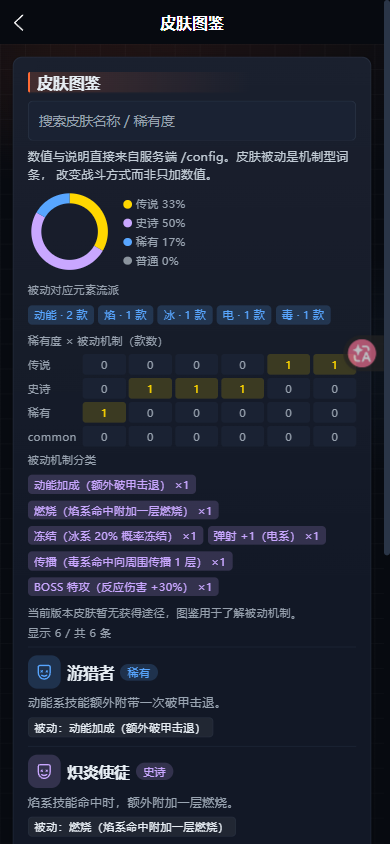 皮肤图鉴
皮肤图鉴
搜索皮肤名称 / 稀有度
数值与说明直接来自服务端 /config。皮肤被动是机制型词
条， 改变战斗方式而非只加数值。
传说 33%
史诗 50%
稀有 17%
普通 0%
被动对应元素流派
动能 · 2 款 焰 · 1 款 冰 · 1 款 电 · 1 款 毒 · 1 款
稀有度 × 被动机制（款数）
传说 0 0 0 0 1 1
史诗 0 1 1 1 0 0
稀有 1 0 0 0 0 0
common 0 0 0 0 0 0
被动机制分类
动能加成（额外破甲击退） ×1
燃烧（焰系命中附加一层燃烧） ×1
冻结（冰系 20% 概率冻结） ×1 弹射 +1（电系） ×1
传播（毒系命中向周围传播 1 层） ×1
BOSS 特攻（反应伤害 +30%） ×1
当前版本皮肤暂无获得途径，图鉴用于了解被动机制。
显示 6 / 共 6 条
游猎者 稀有
动能系技能额外附带一次破甲击退。
被动：动能加成（额外破甲击退）
炽炎使徒 史诗
焰系技能命中时，额外附加一层燃烧。
被动：燃烧（焰系命中附加一层燃烧）